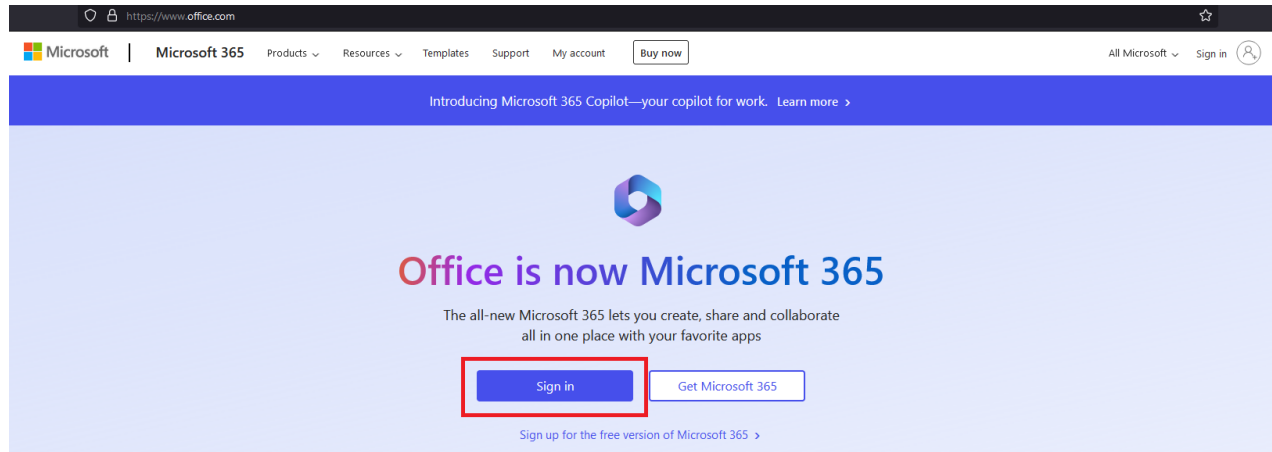 https://www.office.com
Microsoft Microsoft 365 Products Resources Templates Support My account Buy now All Microsoft Sign in
Introducing Microsoft 365 Copilot—your copilot for work. Learn more
Office is now Microsoft 365
The all-new Microsoft 365 lets you create, share and collaborate
all in one place with your favorite apps
Sign in Get Microsoft 365
Sign up for the free version of Microsoft 365